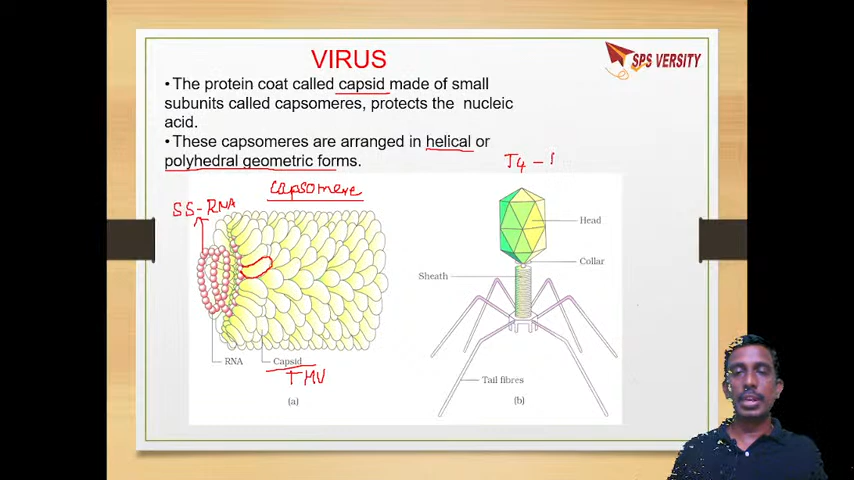 VIRUS
SPS VERSITY
•The protein coat called capsid made of small
subunits called capsomeres, protects the nucleic
acid.
•These capsomeres are arranged in helical or
polyhedral geometric forms.
T4 -
capsomere
SS-RNA
Head
Collar
Sheath
RNA
Capsid
TMV
Tail fibres
(a)
(b)